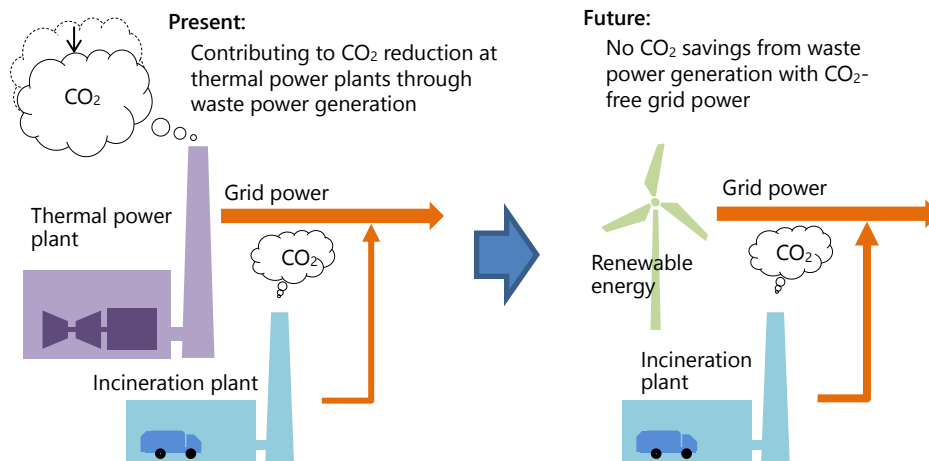 Present:
Contributing to CO₂ reduction at
thermal power plants through
waste power generation
CO₂
Grid power
Thermal power
plant
CO₂
Incineration plant
Future:
No CO₂ savings from waste
power generation with CO₂-
free grid power
Grid power
CO₂
Renewable
energy
Incineration
plant